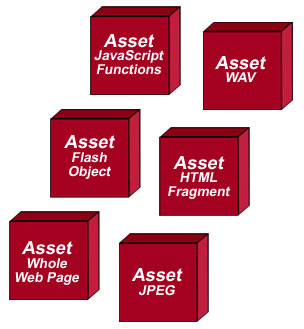 Asset
JavaScript
Functions
Asset
WAV
Asset
Flash
Object
Asset
HTML
Fragment
Asset
Whole
Web Page
Asset
JPEG